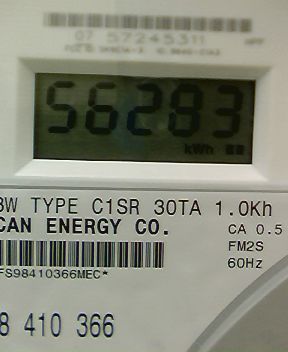 07 57245311
56283
kWh
3W TYPE C1SR 30TA 1.0Kh
CAN ENERGY CO.
CA 0.5
FM2S
60Hz
FS98410366MEC*
8 410 366